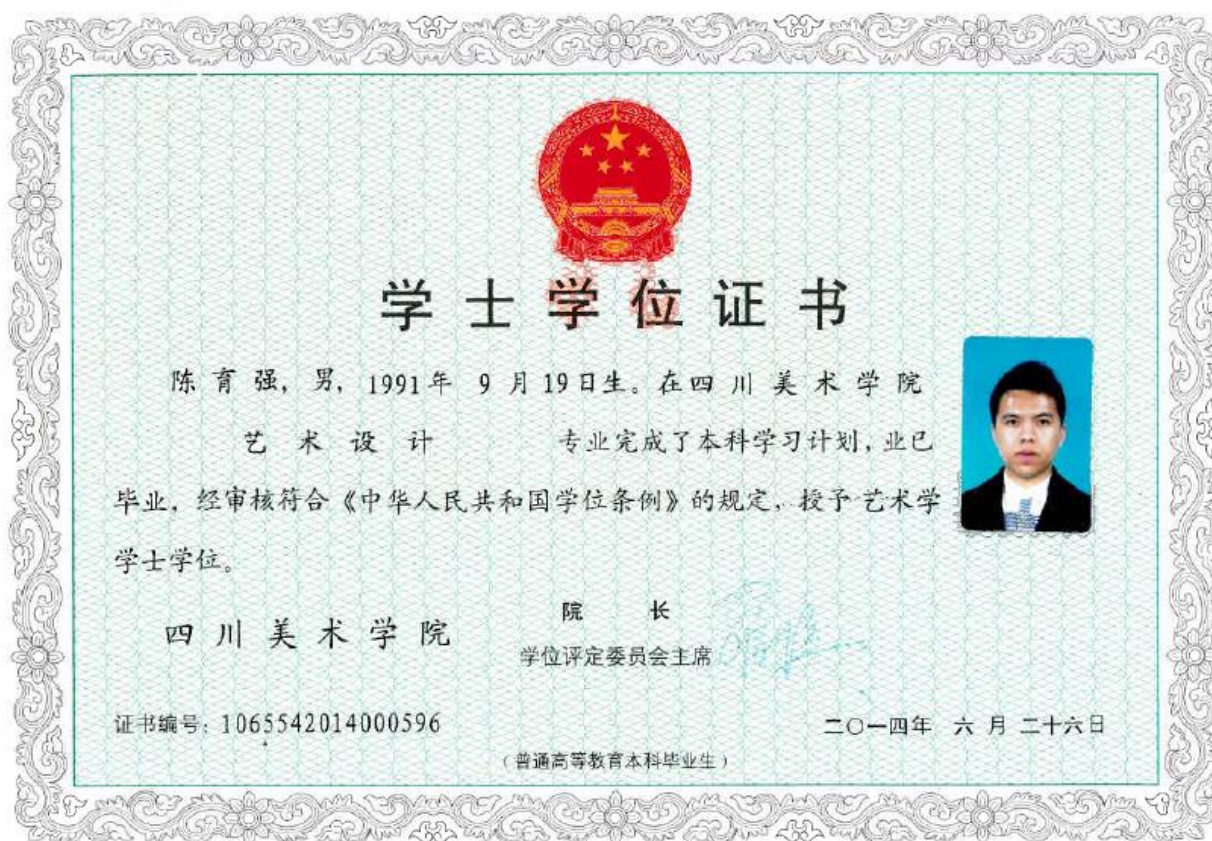 学士学位证书
陈育强, 男, 1991年 9月19日生。在四川美术学院
艺术设计 专业完成了本科学习计划, 业已
毕业, 经审核符合《中华人民共和国学位条例》的规定, 授予艺术学
学士学位。
四川美术学院
院 长
学位评定委员会主席
证书编号: 1065542014000596
二〇一四年 六月二十六日
(普通高等教育本科毕业生)